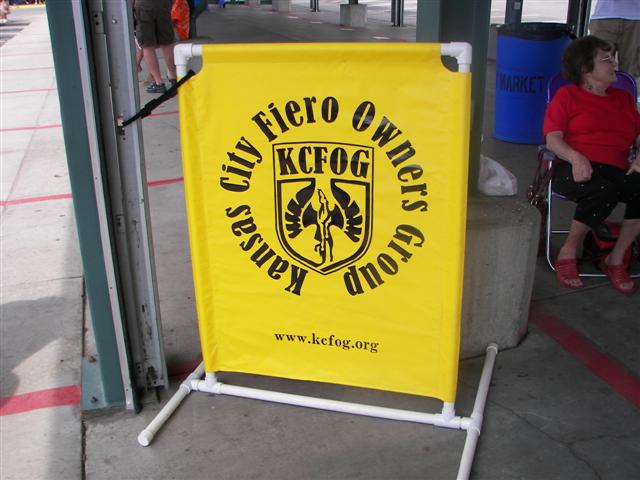 Kansas City Fiero Owners Group
KCFOG
www.kcfog.org
MARKET